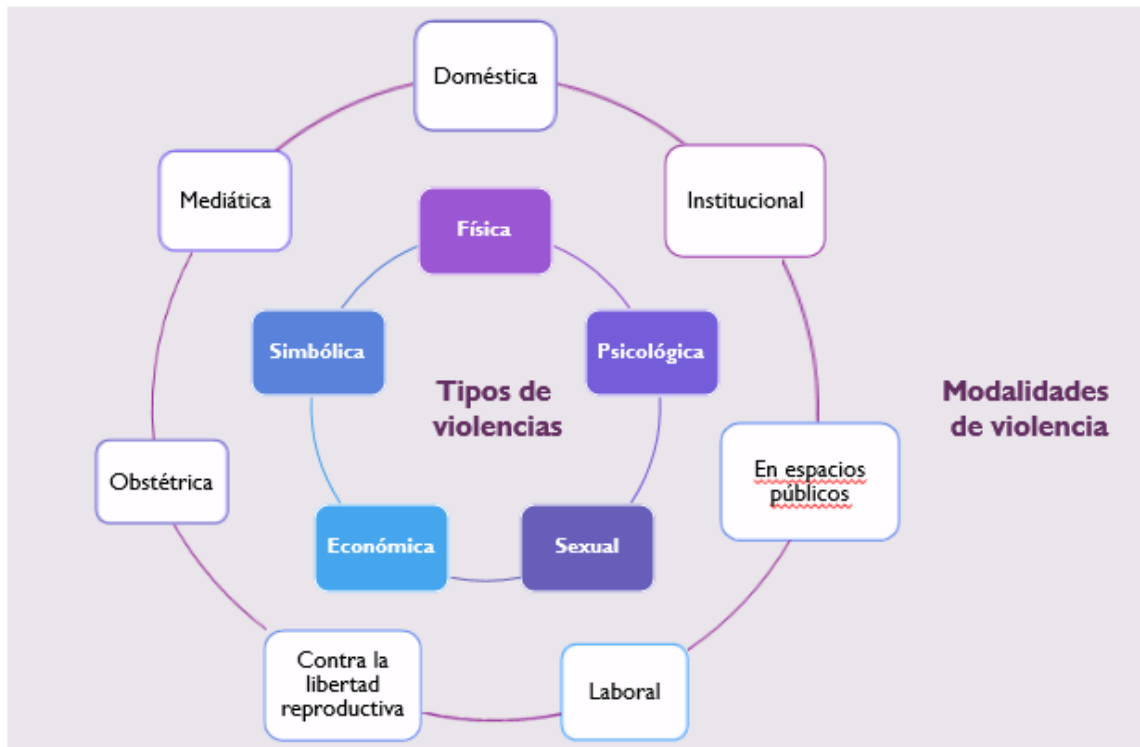 Doméstica
Mediática
Institucional
Física
Simbólica
Psicológica
Tipos de
violencias
Modalidades
de violencia
Obstétrica
En espacios
públicos
Económica
Sexual
Contra la
libertad
reproductiva
Laboral